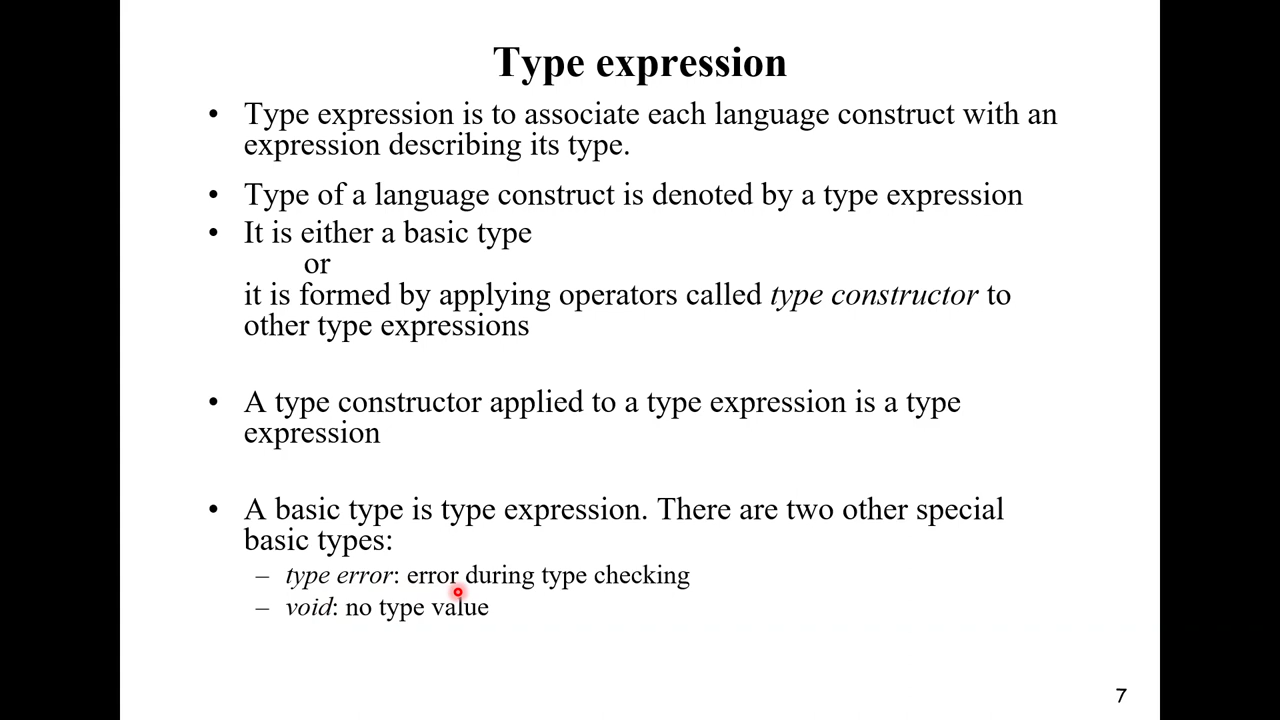 Type expression
• Type expression is to associate each language construct with an
expression describing its type.
• Type of a language construct is denoted by a type expression
• It is either a basic type
or
it is formed by applying operators called type constructor to
other type expressions
• A type constructor applied to a type expression is a type
expression
• A basic type is type expression. There are two other special
basic types:
– type error: error during type checking
– void: no type value
7